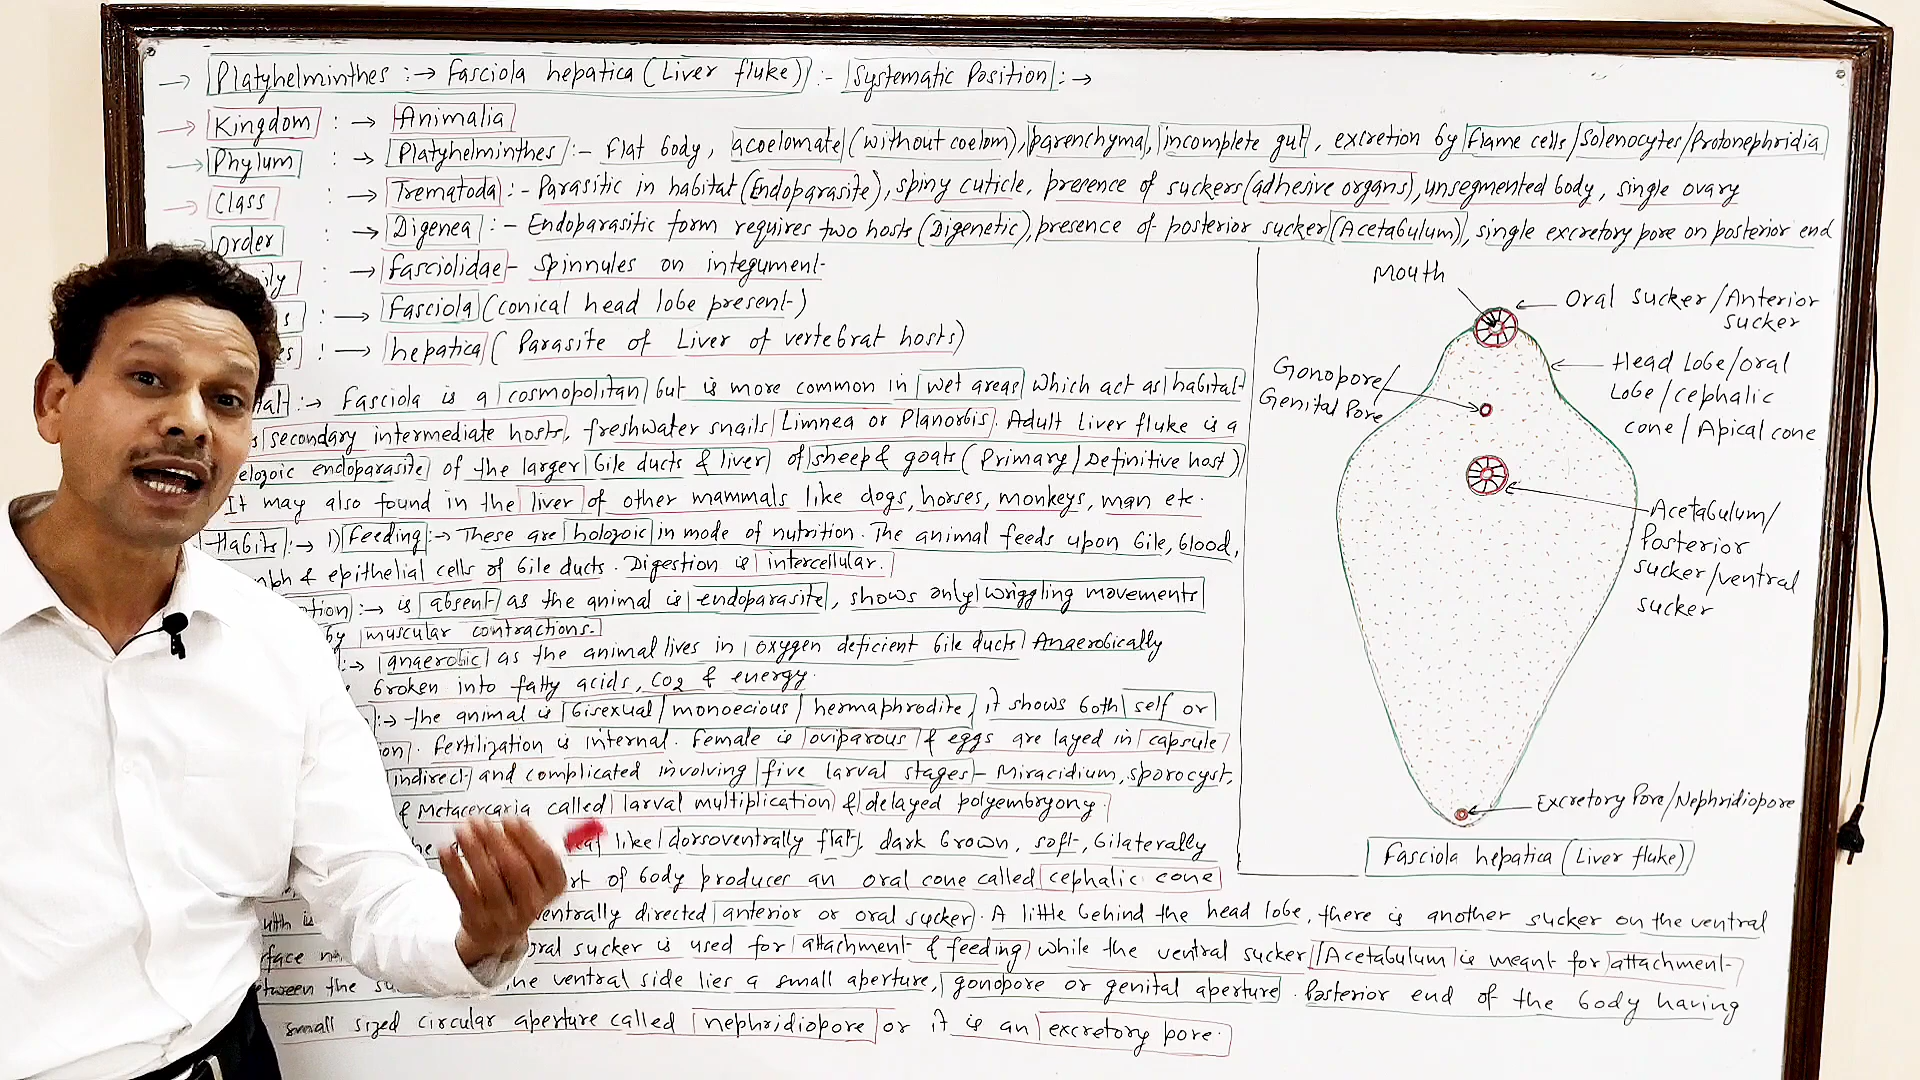 → Platyhelminthes :→ Fasciola hepatica (Liver fluke) :- Systematic Position :→
→ Kingdom : → Animalia
→ Phylum : → Platyhelminthes :- Flat body, acoelomate (without coelom), parenchyma, incomplete gut, excretion by Flame cells/Solenocytes/Protonephridia
→ Class : → Trematoda :- Parasitic in habitat (Endoparasite), spiny cuticle, presence of suckers (adhesive organs), unsegmented body, single ovary
Order : → Digenea :- Endoparasitic form requires two hosts (Digenetic), presence of posterior sucker (Acetabulum), single excretory pore on posterior end
ily → Fasciolidae - Spinnules on integument
s : → Fasciola (conical head lobe present)
es : → hepatica ( Parasite of Liver of vertebrat hosts)
tat :→ Fasciola is a cosmopolitan but is more common in wet areas which act as habitat
s secondary intermediate hosts, freshwater snails Limnea or Planorbis. Adult Liver fluke is a
elozoic endoparasite of the larger bile ducts & liver of sheep & goats ( Primary/Definitive host)
It may also found in the liver of other mammals like dogs, horses, monkeys, man etc.
Habits :→ 1) Feeding :→ These are holozoic in mode of nutrition. The animal feeds upon bile, blood,
mph & epithelial cells of bile ducts. Digestion is intercellular.
otion :→ is absent as the animal is endoparasite, shows only wriggling movements
by muscular contractions.
:→ anaerobic as the animal lives in oxygen deficient bile ducts Anaerobically
broken into fatty acids, CO2 & energy.
:→ the animal is bisexual/monoecious/hermaphrodite, it shows both self or
ion. Fertilization is internal. Female is oviparous & eggs are layed in capsule
indirect and complicated involving five larval stages - Miracidium, sporocyst,
& Metacercaria called larval multiplication & delayed polyembryony.
he eaf like dorsoventrally flat, dark brown, soft, bilaterally
rt of body produces an oral cone called cephalic cone
uth is ventrally directed anterior or oral sucker. A little behind the head lobe, there is another sucker on the ventral
rface n oral sucker is used for attachment & feeding while the ventral sucker/Acetabulum is meant for attachment
etween the su he ventral side lies a small aperture, gonopore or genital aperture. Posterior end of the body having
small sized circular aperture called nephridiopore or it is an excretory pore.
Mouth
Oral Sucker/Anterior
sucker
Gonopore/
Genital Pore
Head Lobe/oral
Lobe/cephalic
cone/Apical cone
Acetabulum/
Posterior
sucker/ventral
sucker
Excretory Pore/Nephridiopore
Fasciola hepatica (Liver fluke)